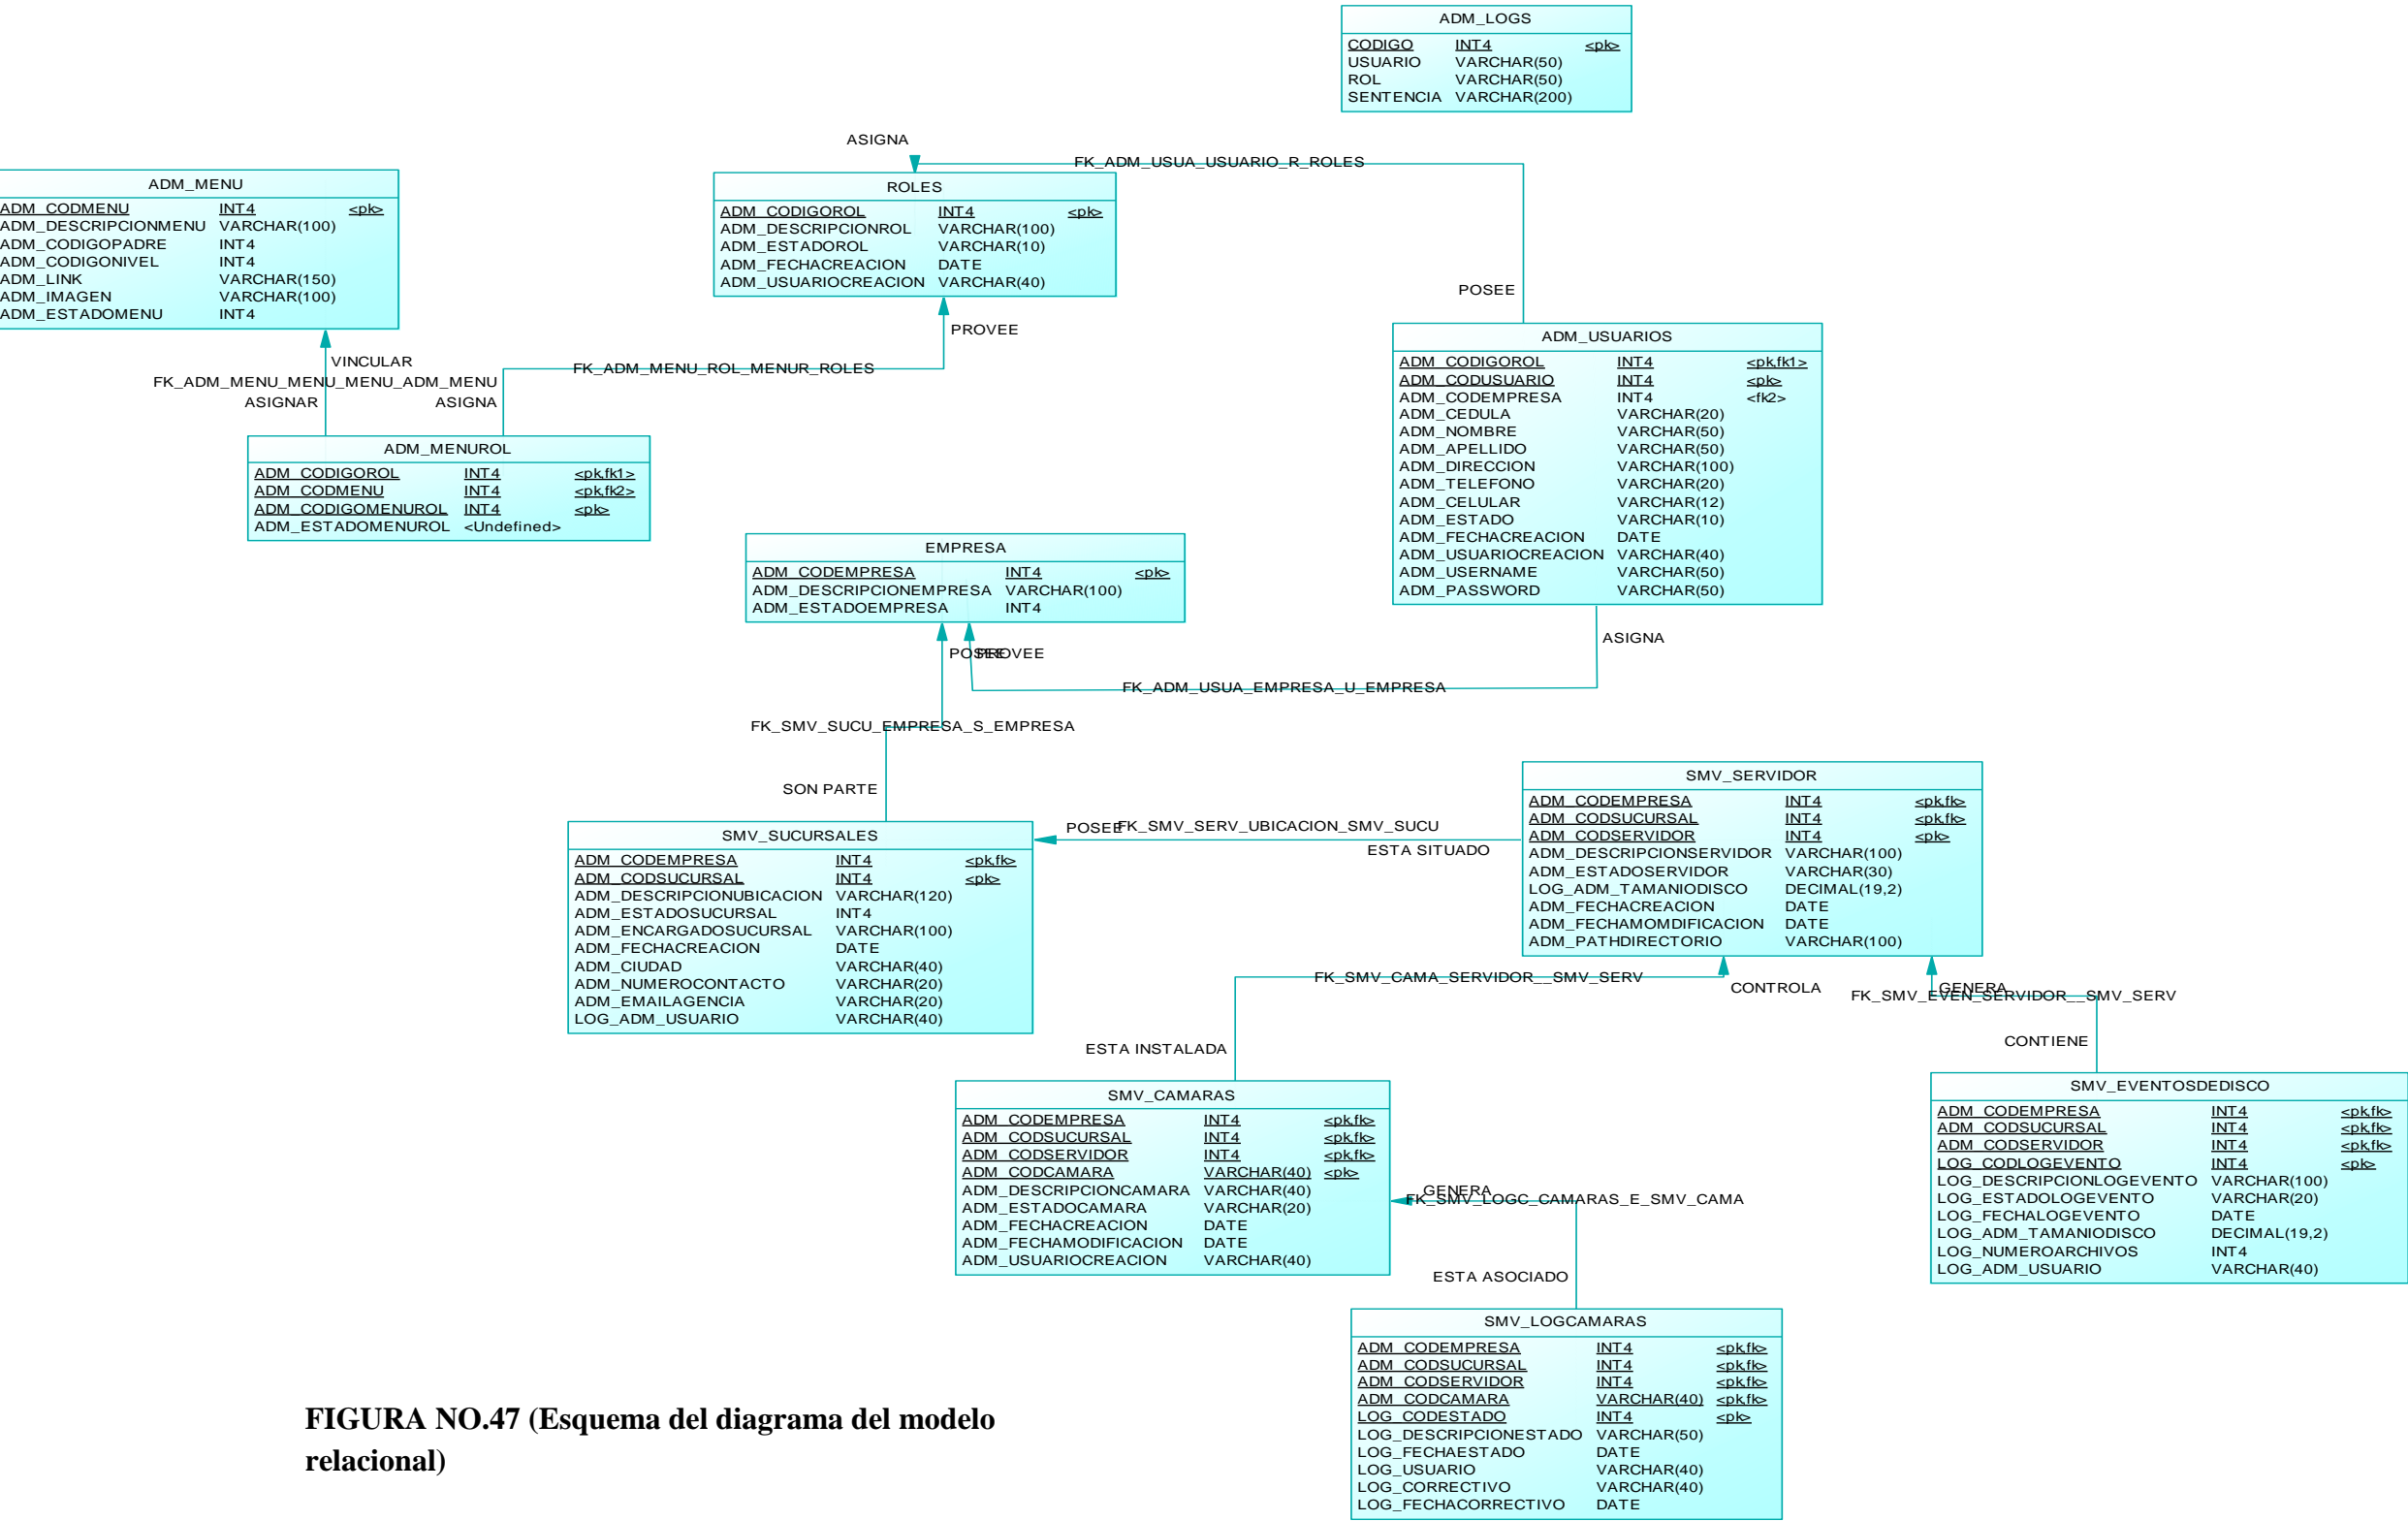 ADM_LOGS
CODIGO INT4 <pk>
USUARIO VARCHAR(50)
ROL VARCHAR(50)
SENTENCIA VARCHAR(200)
ASIGNA
FK_ADM_USUA_USUARIO_R_ROLES
POSEE
ADM_MENU
ADM_CODMENU INT4 <pk>
ADM_DESCRIPCIONMENU VARCHAR(100)
ADM_CODIGOPADRE INT4
ADM_CODIGONIVEL INT4
ADM_LINK VARCHAR(150)
ADM_IMAGEN VARCHAR(100)
ADM_ESTADOMENU INT4
ROLES
ADM_CODIGOROL INT4 <pk>
ADM_DESCRIPCIONROL VARCHAR(100)
ADM_ESTADOROL VARCHAR(10)
ADM_FECHACREACION DATE
ADM_USUARIOCREACION VARCHAR(40)
PROVEE
VINCULAR
FK_ADM_MENU_ROL_MENUR_ROLES
FK_ADM_MENU_MENU_MENU_ADM_MENU
ASIGNAR
ASIGNA
ADM_USUARIOS
ADM_CODIGOROL INT4 <pk,fk1>
ADM_CODUSUARIO INT4 <pk>
ADM_CODEMPRESA INT4 <fk2>
ADM_CEDULA VARCHAR(20)
ADM_NOMBRE VARCHAR(50)
ADM_APELLIDO VARCHAR(50)
ADM_DIRECCION VARCHAR(100)
ADM_TELEFONO VARCHAR(20)
ADM_CELULAR VARCHAR(12)
ADM_ESTADO VARCHAR(10)
ADM_FECHACREACION DATE
ADM_USUARIOCREACION VARCHAR(40)
ADM_USERNAME VARCHAR(50)
ADM_PASSWORD VARCHAR(50)
ADM_MENUROL
ADM_CODIGOROL INT4 <pk,fk1>
ADM_CODMENU INT4 <pk,fk2>
ADM_CODIGOMENUROL INT4 <pk>
ADM_ESTADOMENUROL <Undefined>
EMPRESA
ADM_CODEMPRESA INT4 <pk>
ADM_DESCRIPCIONEMPRESA VARCHAR(100)
ADM_ESTADOEMPRESA INT4
ASIGNA
POSEE
PROVEE
FK_ADM_USUA_EMPRESA_U_EMPRESA
FK_SMV_SUCU_EMPRESA_S_EMPRESA
SON PARTE
SMV_SUCURSALES
ADM_CODEMPRESA INT4 <pk,fk>
ADM_CODSUCURSAL INT4 <pk>
ADM_DESCRIPCIONUBICACION VARCHAR(120)
ADM_ESTADOSUCURSAL INT4
ADM_ENCARGADOSUCURSAL VARCHAR(100)
ADM_FECHACREACION DATE
ADM_CIUDAD VARCHAR(40)
ADM_NUMEROCONTACTO VARCHAR(20)
ADM_EMAILAGENCIA VARCHAR(20)
LOG_ADM_USUARIO VARCHAR(40)
POSEE
FK_SMV_SERV_UBICACION_SMV_SUCU
ESTA SITUADO
SMV_SERVIDOR
ADM_CODEMPRESA INT4 <pk,fk>
ADM_CODSUCURSAL INT4 <pk,fk>
ADM_CODSERVIDOR INT4 <pk>
ADM_DESCRIPCIONSERVIDOR VARCHAR(100)
ADM_ESTADOSERVIDOR VARCHAR(30)
LOG_ADM_TAMANIODISCO DECIMAL(19,2)
ADM_FECHACREACION DATE
ADM_FECHAMOMDIFICACION DATE
ADM_PATHDIRECTORIO VARCHAR(100)
FK_SMV_CAMA_SERVIDOR__SMV_SERV
CONTROLA
GENERA
FK_SMV_EVEN_SERVIDOR__SMV_SERV
ESTA INSTALADA
CONTIENE
SMV_CAMARAS
ADM_CODEMPRESA INT4 <pk,fk>
ADM_CODSUCURSAL INT4 <pk,fk>
ADM_CODSERVIDOR INT4 <pk,fk>
ADM_CODCAMARA VARCHAR(40) <pk>
ADM_DESCRIPCIONCAMARA VARCHAR(40)
ADM_ESTADOCAMARA VARCHAR(20)
ADM_FECHACREACION DATE
ADM_FECHAMODIFICACION DATE
ADM_USUARIOCREACION VARCHAR(40)
SMV_EVENTOSDEDISCO
ADM_CODEMPRESA INT4 <pk,fk>
ADM_CODSUCURSAL INT4 <pk,fk>
ADM_CODSERVIDOR INT4 <pk,fk>
LOG_CODLOGEVENTO INT4 <pk>
LOG_DESCRIPCIONLOGEVENTO VARCHAR(100)
LOG_ESTADOLOGEVENTO VARCHAR(20)
LOG_FECHALOGEVENTO DATE
LOG_ADM_TAMANIODISCO DECIMAL(19,2)
LOG_NUMEROARCHIVOS INT4
LOG_ADM_USUARIO VARCHAR(40)
GENERA
FK_SMV_LOGC_CAMARAS_E_SMV_CAMA
ESTA ASOCIADO
SMV_LOGCAMARAS
ADM_CODEMPRESA INT4 <pk,fk>
ADM_CODSUCURSAL INT4 <pk,fk>
ADM_CODSERVIDOR INT4 <pk,fk>
ADM_CODCAMARA VARCHAR(40) <pk,fk>
LOG_CODESTADO INT4 <pk>
LOG_DESCRIPCIONESTADO VARCHAR(50)
LOG_FECHAESTADO DATE
LOG_USUARIO VARCHAR(40)
LOG_CORRECTIVO VARCHAR(40)
LOG_FECHACORRECTIVO DATE
FIGURA NO.47 (Esquema del diagrama del modelo
relacional)